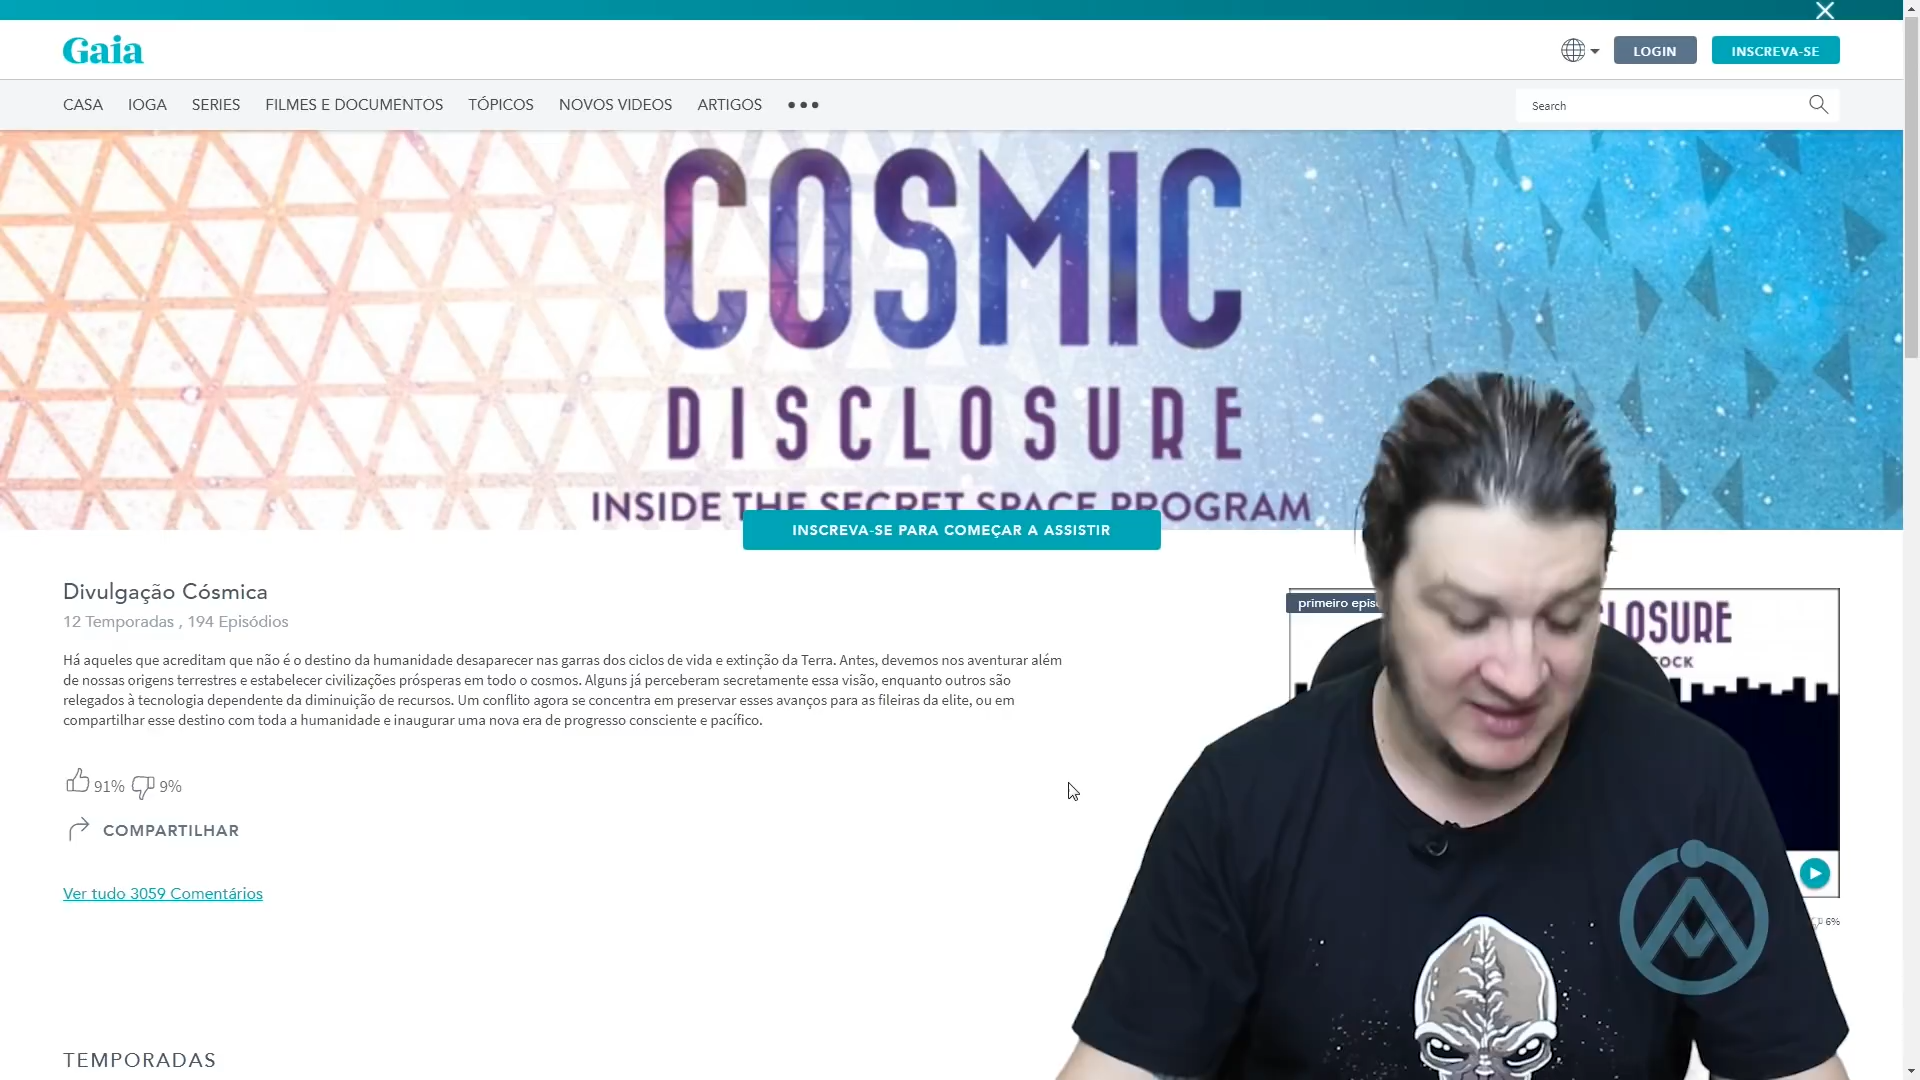 Gaia
LOGIN
INSCREVA-SE
CASA IOGA SERIES FILMES E DOCUMENTOS TÓPICOS NOVOS VIDEOS ARTIGOS
Search
COSMIC
DISCLOSURE
INSIDE THE SECRET SPACE PROGRAM
INSCREVA-SE PARA COMEÇAR A ASSISTIR
Divulgação Cósmica
12 Temporadas , 194 Episódios
Há aqueles que acreditam que não é o destino da humanidade desaparecer nas garras dos ciclos de vida e extinção da Terra. Antes, devemos nos aventurar além
de nossas origens terrestres e estabelecer civilizações prósperas em todo o cosmos. Alguns já perceberam secretamente essa visão, enquanto outros são
relegados à tecnologia dependente da diminuição de recursos. Um conflito agora se concentra em preservar esses avanços para as fileiras da elite, ou em
compartilhar esse destino com toda a humanidade e inaugurar uma nova era de progresso consciente e pacífico.
91% 9%
COMPARTILHAR
Ver tudo 3059 Comentários
primeiro epis
LOSURE
OCK
6%
TEMPORADAS